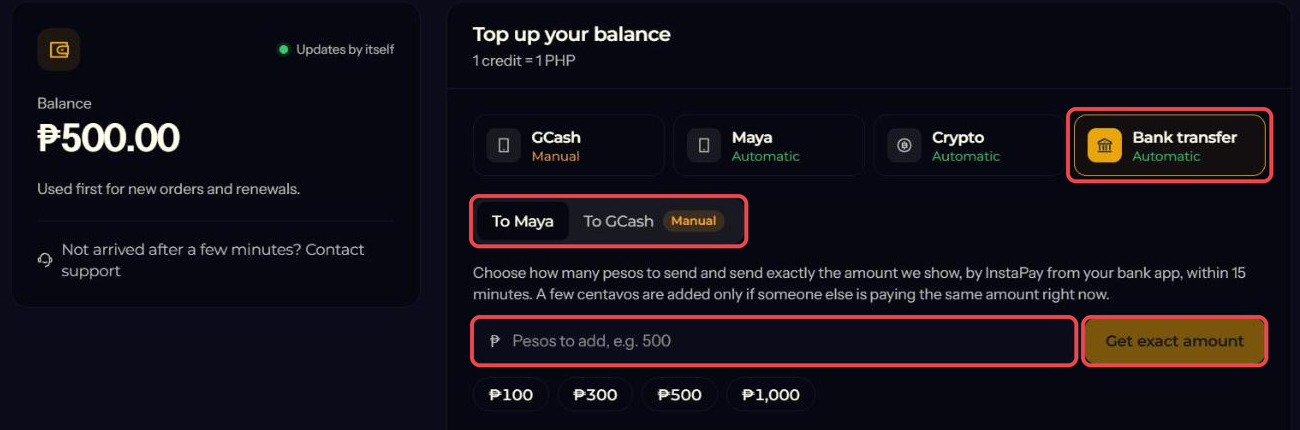 Updates by itself
Balance
₱500.00
Used first for new orders and renewals.
Not arrived after a few minutes? Contact
support
Top up your balance
1 credit = 1 PHP
GCash
Manual
Maya
Automatic
Crypto
Automatic
Bank transfer
Automatic
To Maya
To GCash Manual
Choose how many pesos to send and send exactly the amount we show, by InstaPay from your bank app, within 15
minutes. A few centavos are added only if someone else is paying the same amount right now.
₱ Pesos to add, e.g. 500
Get exact amount
₱100
₱300
₱500
₱1,000